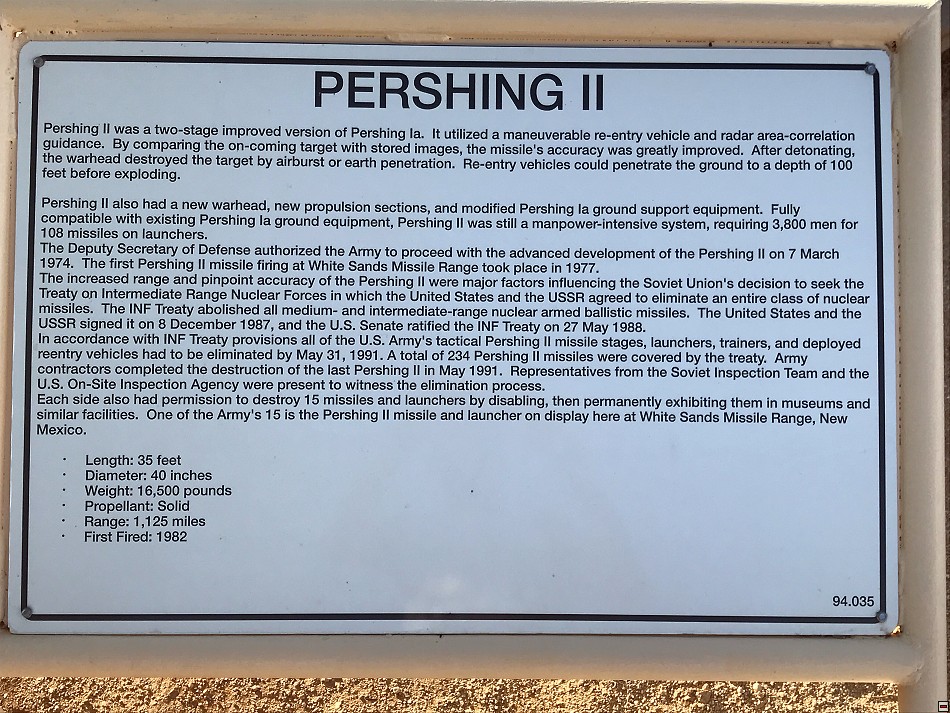 PERSHING II
Pershing II was a two-stage improved version of Pershing Ia.  It utilized a maneuverable re-entry vehicle and radar area-correlation
guidance.  By comparing the on-coming target with stored images, the missile's accuracy was greatly improved.  After detonating,
the warhead destroyed the target by airburst or earth penetration.  Re-entry vehicles could penetrate the ground to a depth of 100
feet before exploding.
Pershing II also had a new warhead, new propulsion sections, and modified Pershing Ia ground support equipment.  Fully
compatible with existing Pershing Ia ground equipment, Pershing II was still a manpower-intensive system, requiring 3,800 men for
108 missiles on launchers.
The Deputy Secretary of Defense authorized the Army to proceed with the advanced development of the Pershing II on 7 March
1974.  The first Pershing II missile firing at White Sands Missile Range took place in 1977.
The increased range and pinpoint accuracy of the Pershing II were major factors influencing the Soviet Union's decision to seek the
Treaty on Intermediate Range Nuclear Forces in which the United States and the USSR agreed to eliminate an entire class of nuclear
missiles.  The INF Treaty abolished all medium- and intermediate-range nuclear armed ballistic missiles.  The United States and the
USSR signed it on 8 December 1987, and the U.S. Senate ratified the INF Treaty on 27 May 1988.
In accordance with INF Treaty provisions all of the U.S. Army's tactical Pershing II missile stages, launchers, trainers, and deployed
reentry vehicles had to be eliminated by May 31, 1991. A total of 234 Pershing II missiles were covered by the treaty.  Army
contractors completed the destruction of the last Pershing II in May 1991.  Representatives from the Soviet Inspection Team and the
U.S. On-Site Inspection Agency were present to witness the elimination process.
Each side also had permission to destroy 15 missiles and launchers by disabling, then permanently exhibiting them in museums and
similar facilities.  One of the Army's 15 is the Pershing II missile and launcher on display here at White Sands Missile Range, New
Mexico.
· Length: 35 feet
· Diameter: 40 inches
· Weight: 16,500 pounds
· Propellant: Solid
· Range: 1,125 miles
· First Fired: 1982
94.035